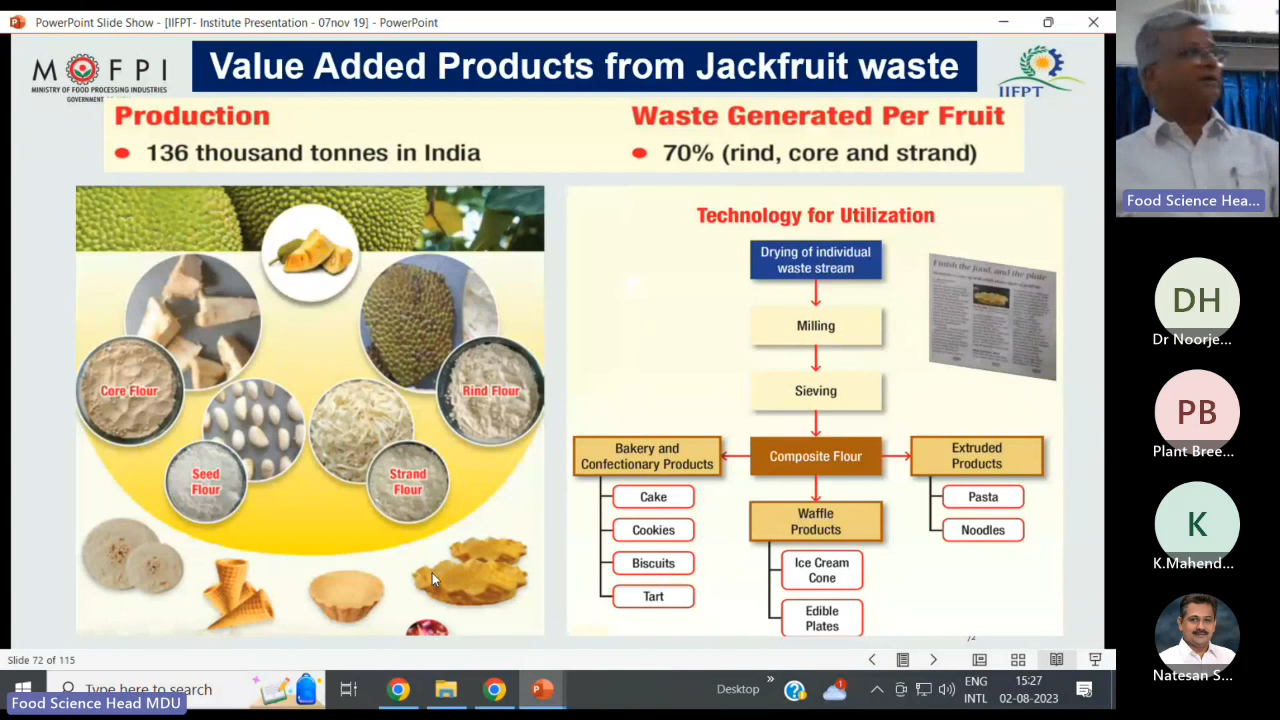 PowerPoint Slide Show - [IIFPT- Institute Presentation - 07nov 19] - PowerPoint
MOFPI
MINISTRY OF FOOD PROCESSING INDUSTRIES
GOVERNMENT
Value Added Products from Jackfruit waste
IIFPT
Production
136 thousand tonnes in India
Waste Generated Per Fruit
70% (rind, core and strand)
Core Flour
Rind Flour
Seed
Flour
Strand
Flour
Technology for Utilization
Drying of individual
waste stream
Finish the food, and the plate
Milling
Sieving
Bakery and
Confectionary Products
Composite Flour
Extruded
Products
Cake
Cookies
Biscuits
Tart
Waffle
Products
Ice Cream
Cone
Edible
Plates
Pasta
Noodles
Slide 72 of 115
Type here to search
Desktop
ENG
INTL
15:27
02-08-2023
Food Science Head MDU
Food Science Hea...
DH
Dr Noorje...
PB
Plant Bree...
K
K.Mahend...
Natesan S...